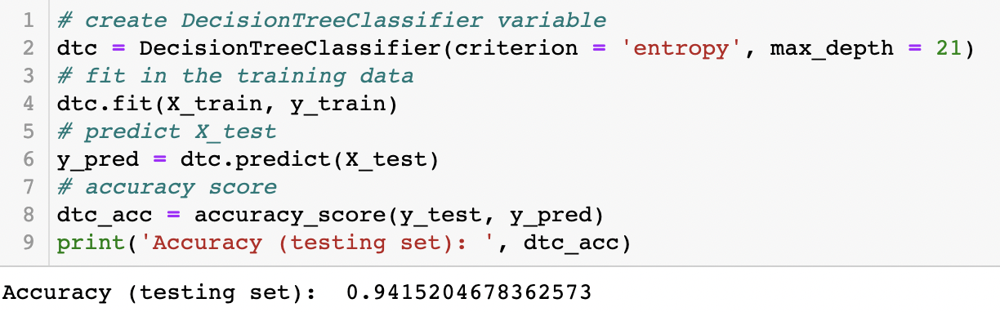 1 # create DecisionTreeClassifier variable
2 dtc = DecisionTreeClassifier(criterion = 'entropy', max_depth = 21)
3 # fit in the training data
4 dtc.fit(X_train, y_train)
5 # predict X_test
6 y_pred = dtc.predict(X_test)
7 # accuracy score
8 dtc_acc = accuracy_score(y_test, y_pred)
9 print('Accuracy (testing set): ', dtc_acc)
Accuracy (testing set):  0.9415204678362573